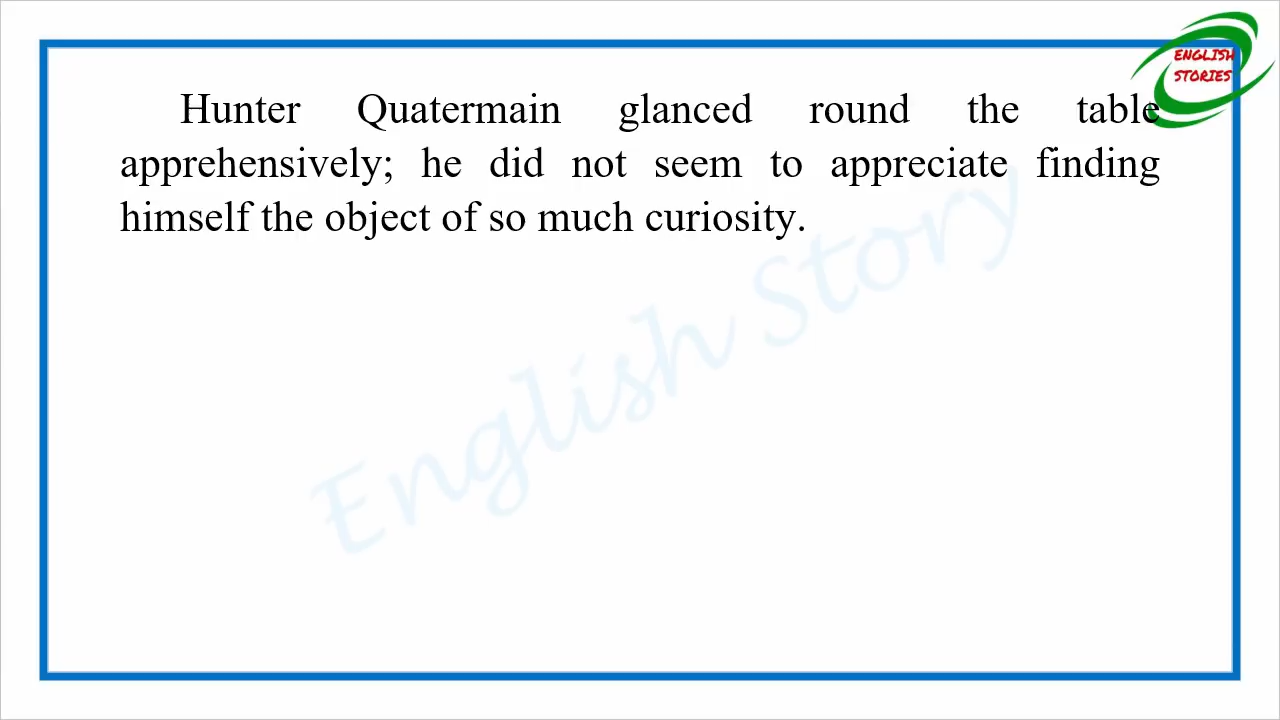 ENGLISH
STORIES
Hunter Quatermain glanced round the table
apprehensively; he did not seem to appreciate finding
himself the object of so much curiosity.
English Story